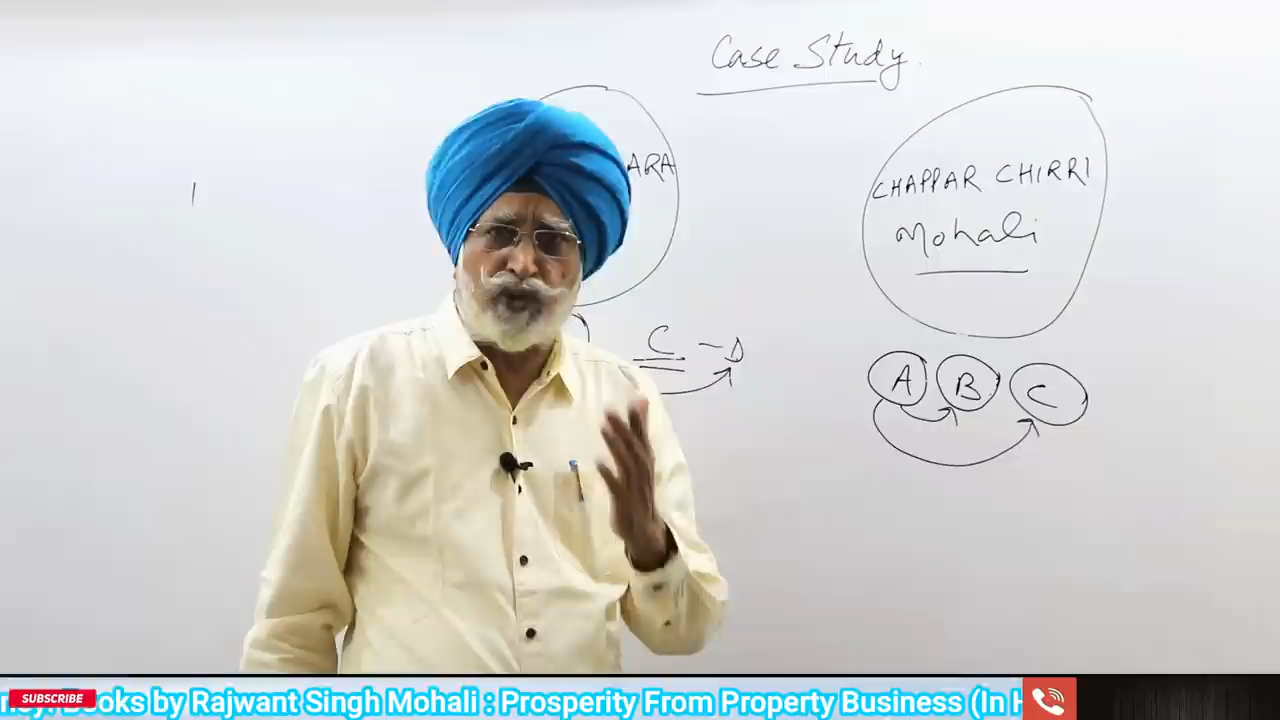 Case Study
ARA
CHAPPAR CHIRRI
Mohali
C - D
A B C
SUBSCRIBE
Books by Rajwant Singh Mohali : Prosperity From Property Business (In